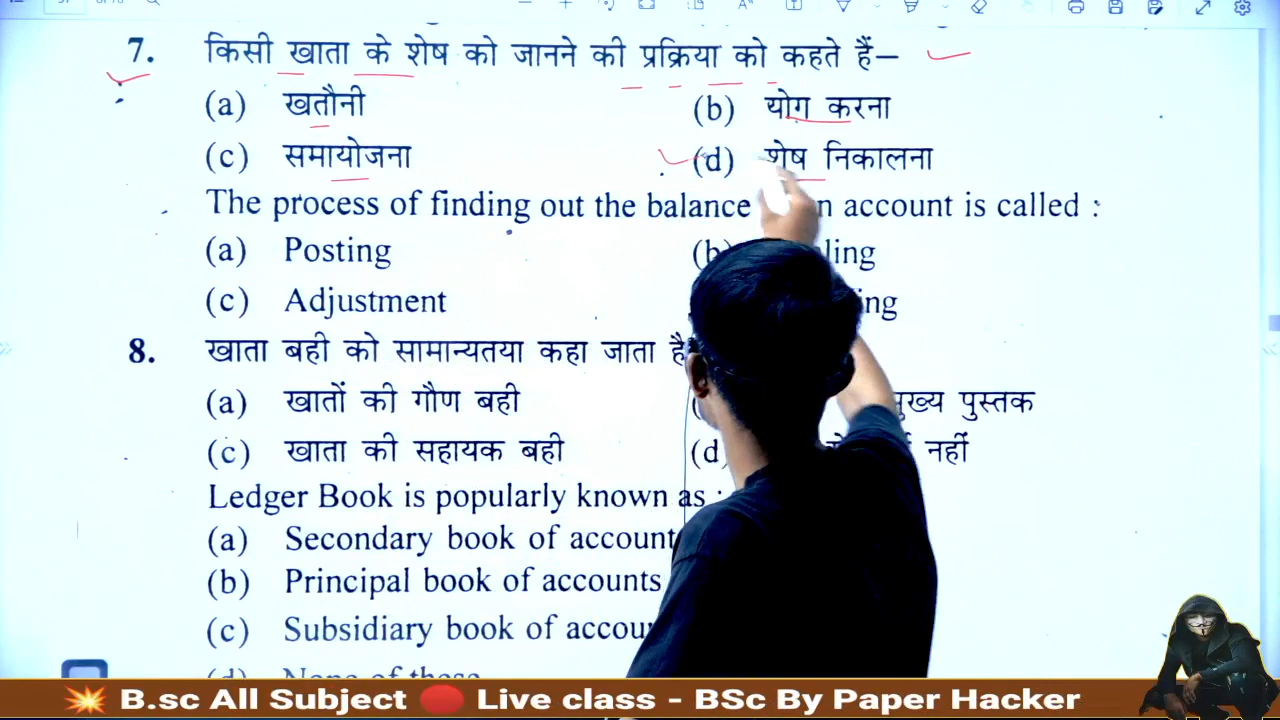 7. किसी खाता के शेष को जानने की प्रक्रिया को कहते हैं–
(a) खतौनी (b) योग करना
(c) समायोजना (d) शेष निकालना
The process of finding out the balance account is called :
(a) Posting
(c) Adjustment
8. खाता बही को सामान्यतया कहा जाता है
(a) खातों की गौण बही पुस्तक
(c) खाता की सहायक बही (d) नहीं
Ledger Book is popularly known as :
(a) Secondary book of account
(b) Principal book of accounts
(c) Subsidiary book of
(d) None of these
B.sc All Subject Live class - BSc By Paper Hacker